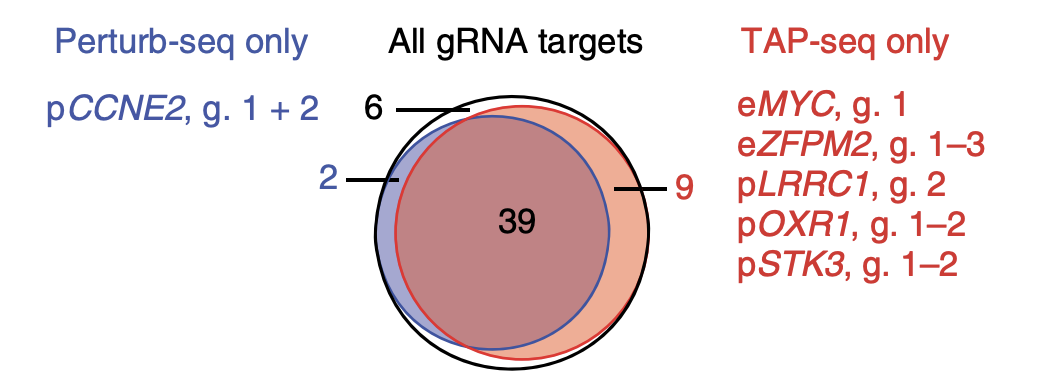 Perturb-seq only
pCCNE2, g. 1 + 2
All gRNA targets
6
2
39
9
TAP-seq only
eMYC, g. 1
eZFPM2, g. 1–3
pLRRC1, g. 2
pOXR1, g. 1–2
pSTK3, g. 1–2